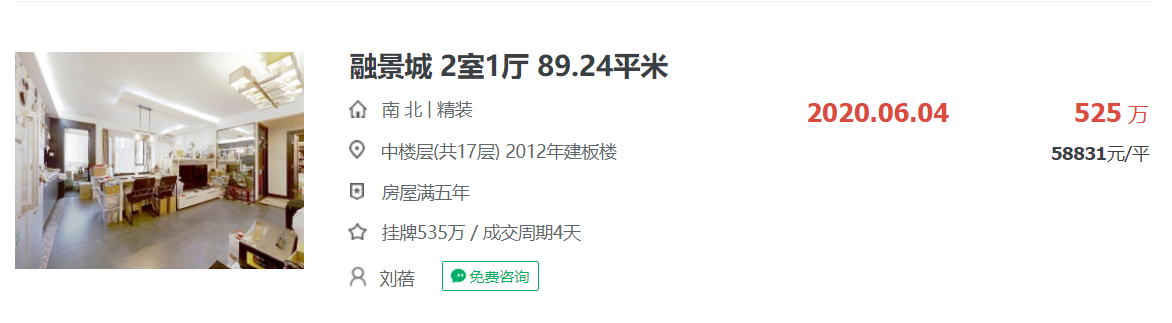 融景城 2室1厅 89.24平米
南 北 | 精装
2020.06.04
525 万
中楼层(共17层) 2012年建板楼
58831元/平
房屋满五年
挂牌535万 / 成交周期4天
刘蓓
免费咨询